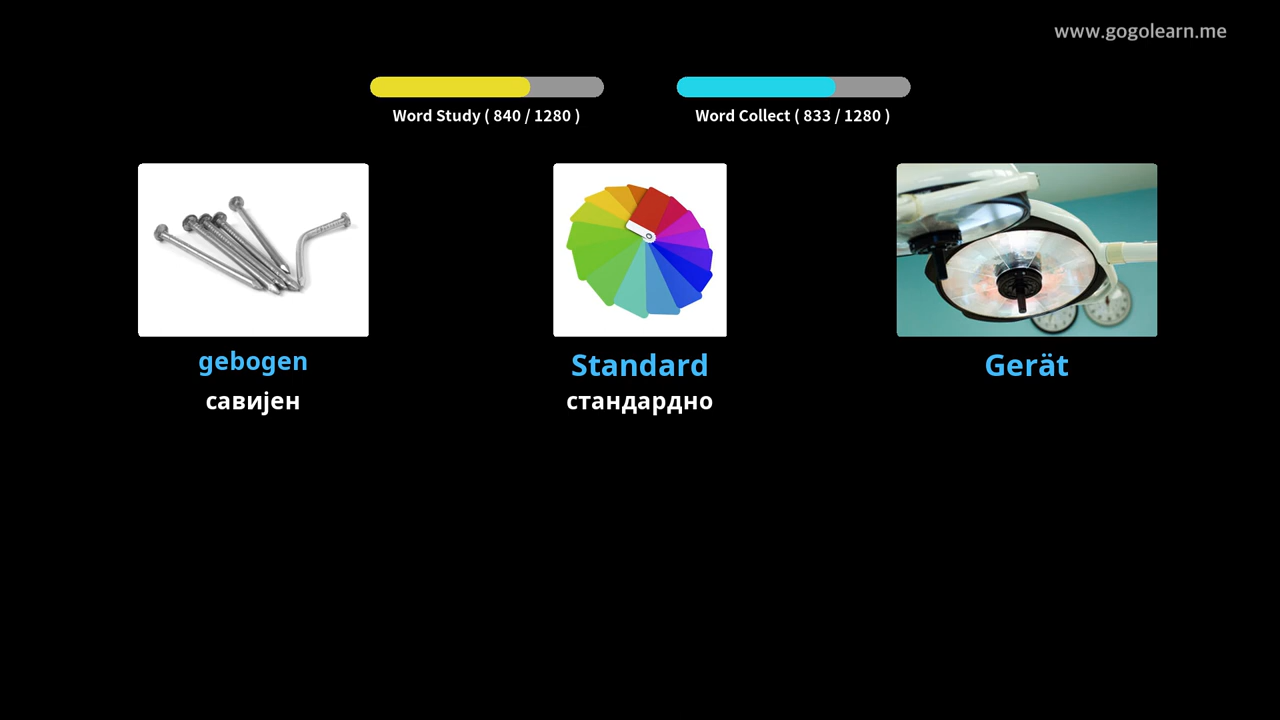 www.gogolearn.me
Word Study ( 840 / 1280 )
Word Collect ( 833 / 1280 )
gebogen
Standard
Gerät
савијен
стандардно